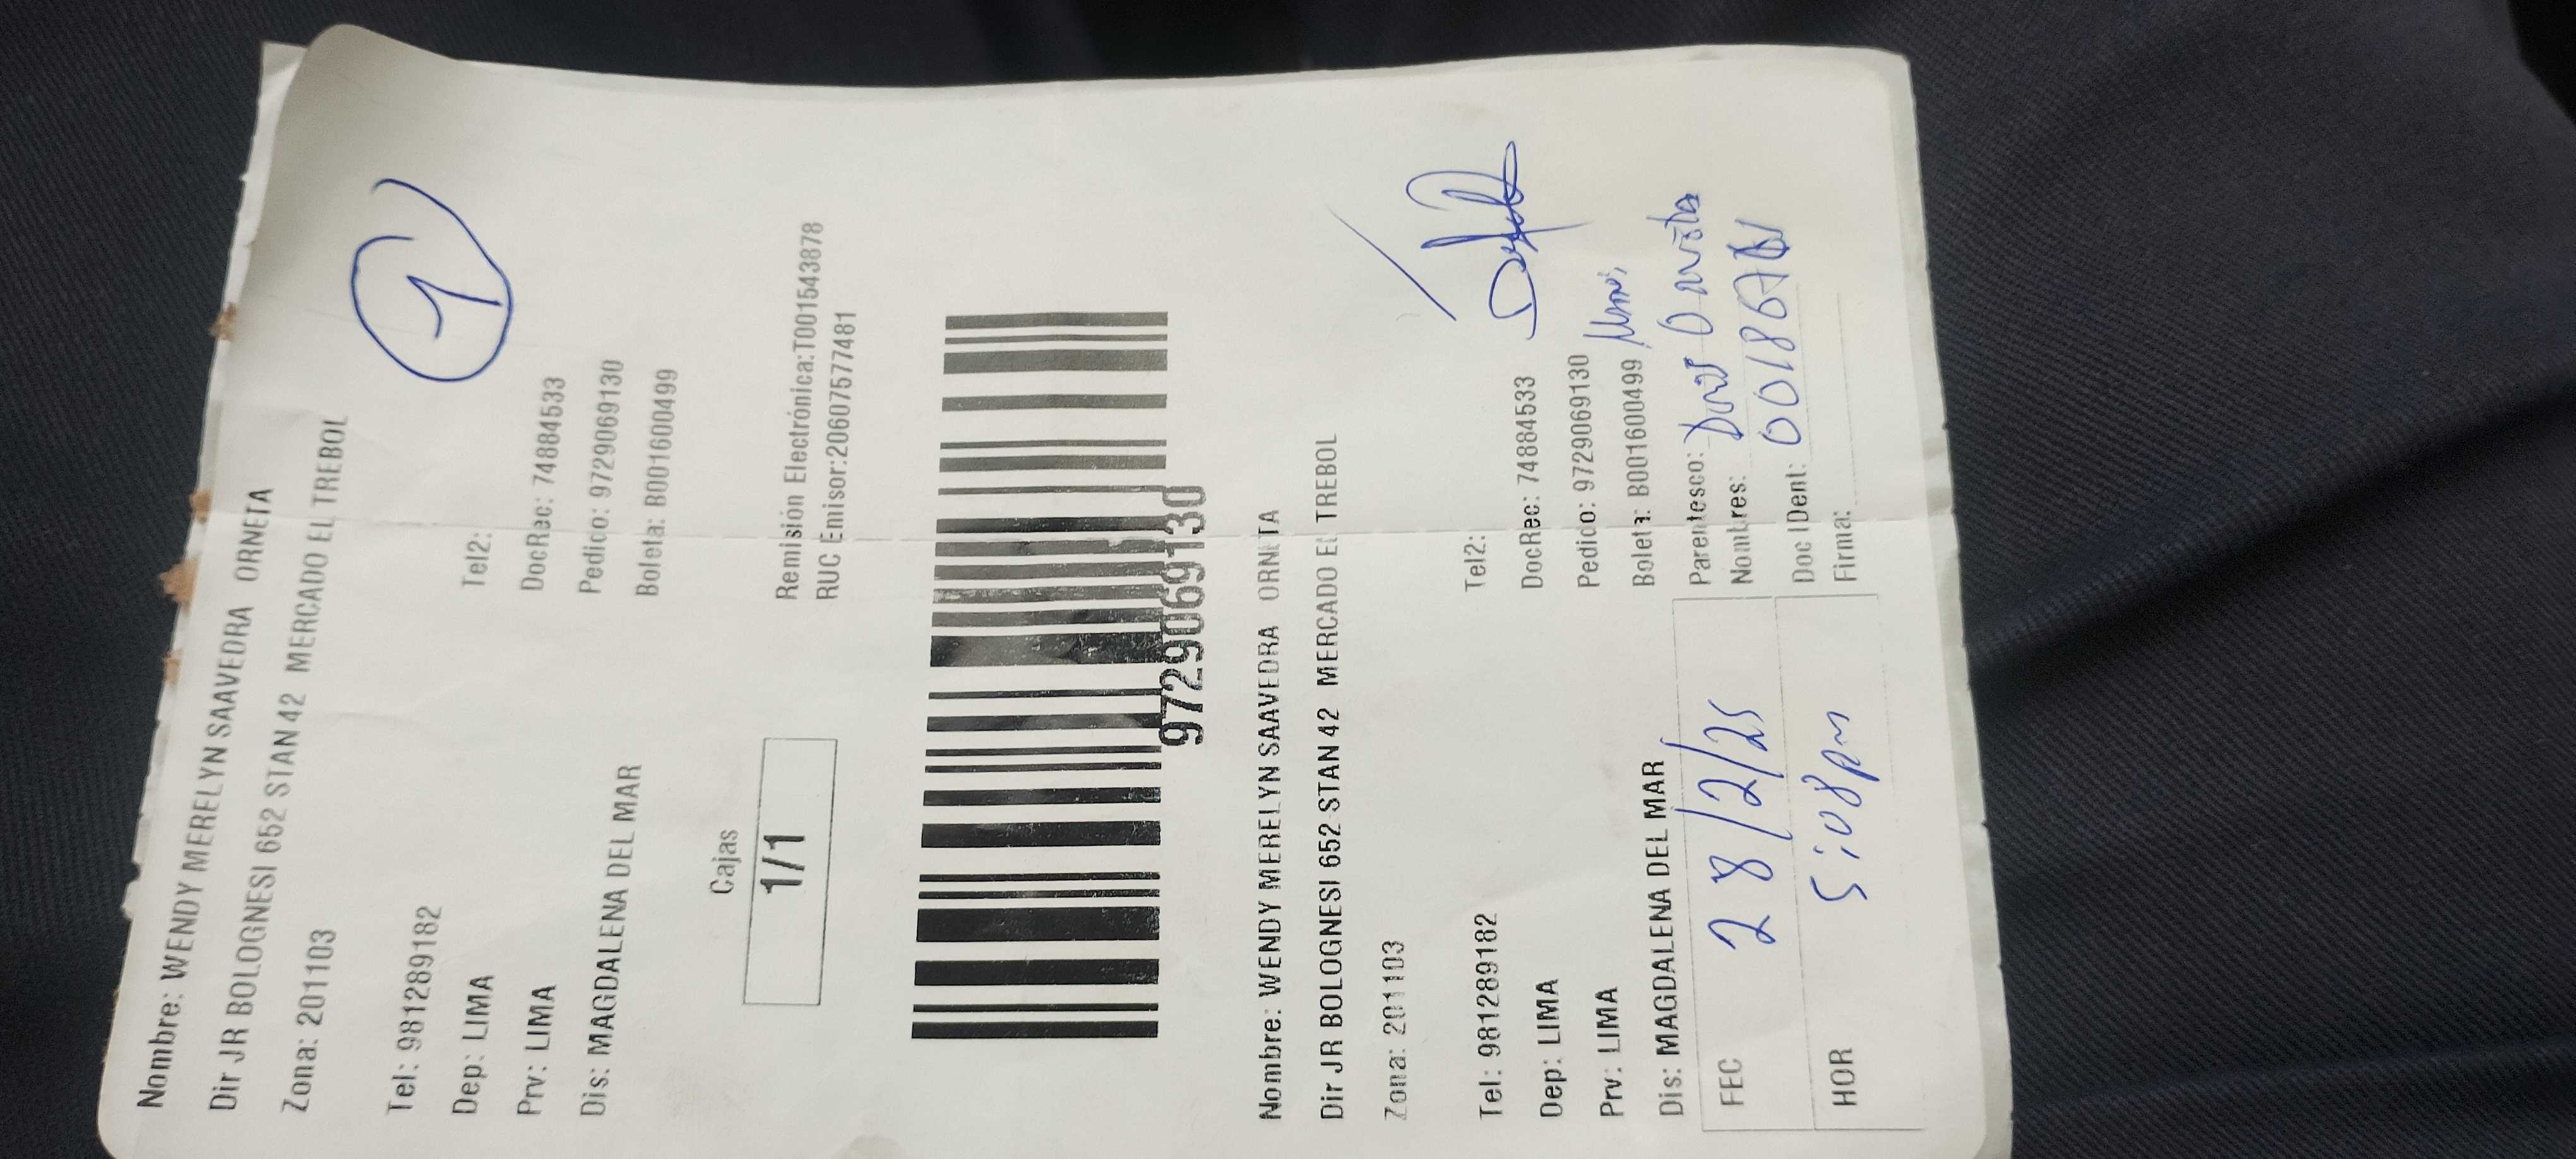 Nombre: WENDY MERELYN SAAVEDRA ORNETA
Dir JR BOLOGNESI 652 STAN 42 MERCADO EL TREBOL
Zona: 201103
1
Tel: 981289182 Tel2:
Dep: LIMA DocRec: 74884533
Prv: LIMA Pedido: 9729069130
Dis: MAGDALENA DEL MAR Boleta: B001600499
Cajas
1/1
Remisión Electrónica:T001543878
RUC Emisor:20607577481
9729069130
Nombre: WENDY MERELYN SAAVEDRA ORNETA
Dir JR BOLOGNESI 652 STAN 42 MERCADO EL TREBOL
Zona: 201103
Tel: 981289182 Tel2:
Dep: LIMA DocRec: 74884533
Prv: LIMA Pedido: 9729069130
Dis: MAGDALENA DEL MAR Boleta: B001600499
FEC 28/2/25 Parentesco:
Nombres:
HOR 5:08pm Doc IDent:
Firma: